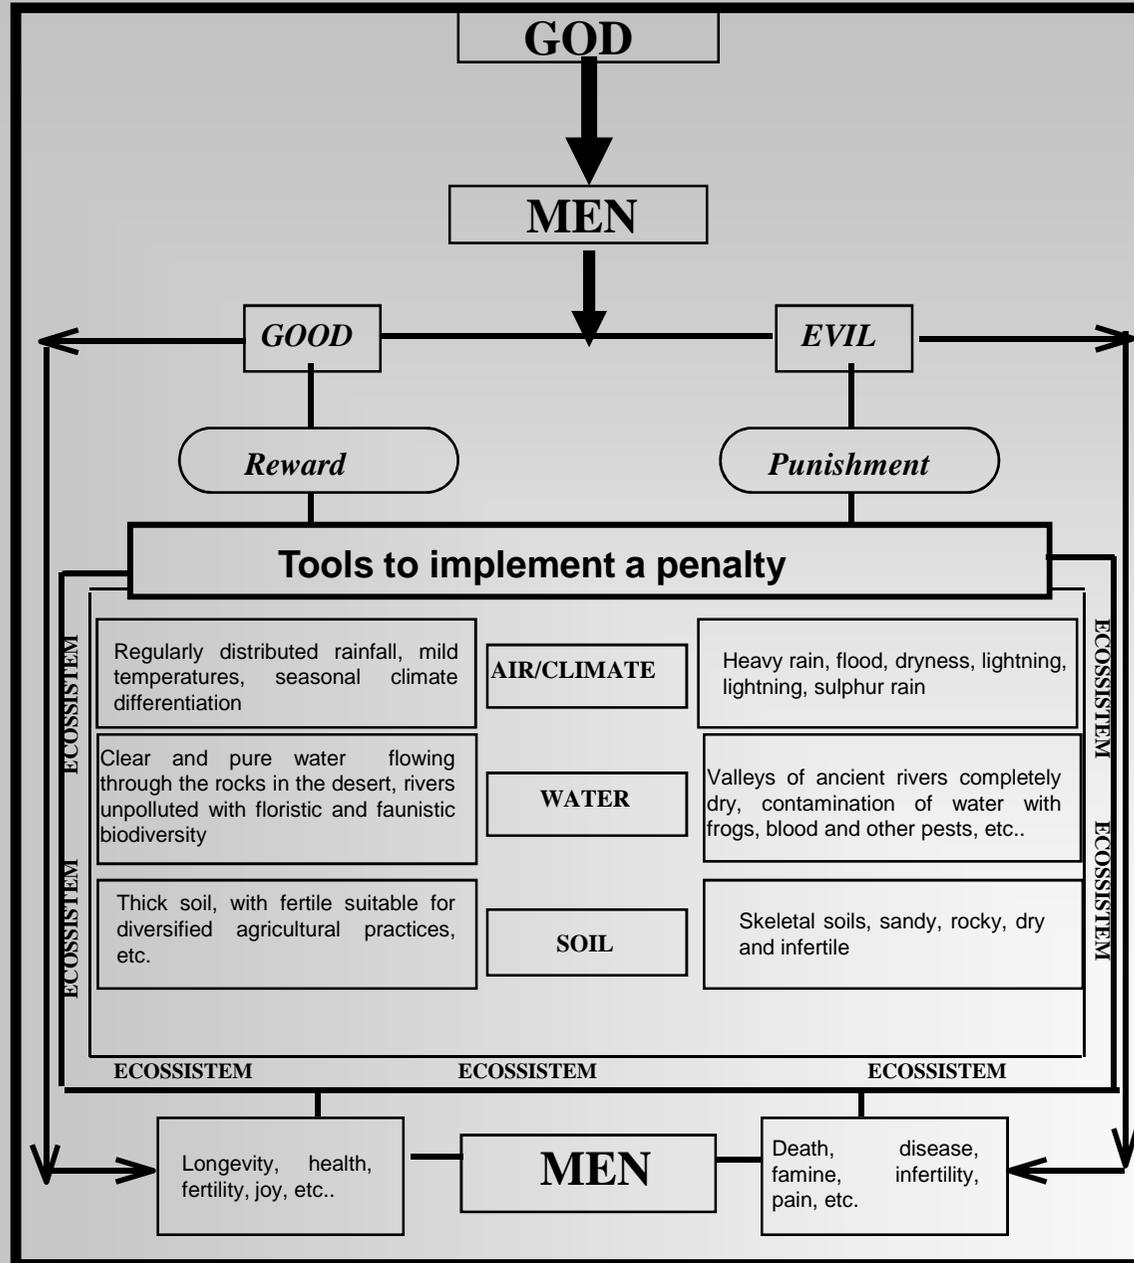 GOD
MEN
GOOD
EVIL
Reward
Punishment
Tools to implement a penalty
ECOSSISTEM
ECOSSISTEM
Regularly distributed rainfall, mild
temperatures, seasonal climate
differentiation
AIR/CLIMATE
Heavy rain, flood, dryness, lightning,
lightning, sulphur rain
Clear and pure water flowing
through the rocks in the desert, rivers
unpolluted with floristic and faunistic
biodiversity
WATER
Valleys of ancient rivers completely
dry, contamination of water with
frogs, blood and other pests, etc..
Thick soil, with fertile suitable for
diversified agricultural practices,
etc.
SOIL
Skeletal soils, sandy, rocky, dry
and infertile
ECOSSISTEM
ECOSSISTEM
ECOSSISTEM
ECOSSISTEM
ECOSSISTEM
Longevity, health,
fertility, joy, etc..
MEN
Death, disease,
famine, infertility,
pain, etc.